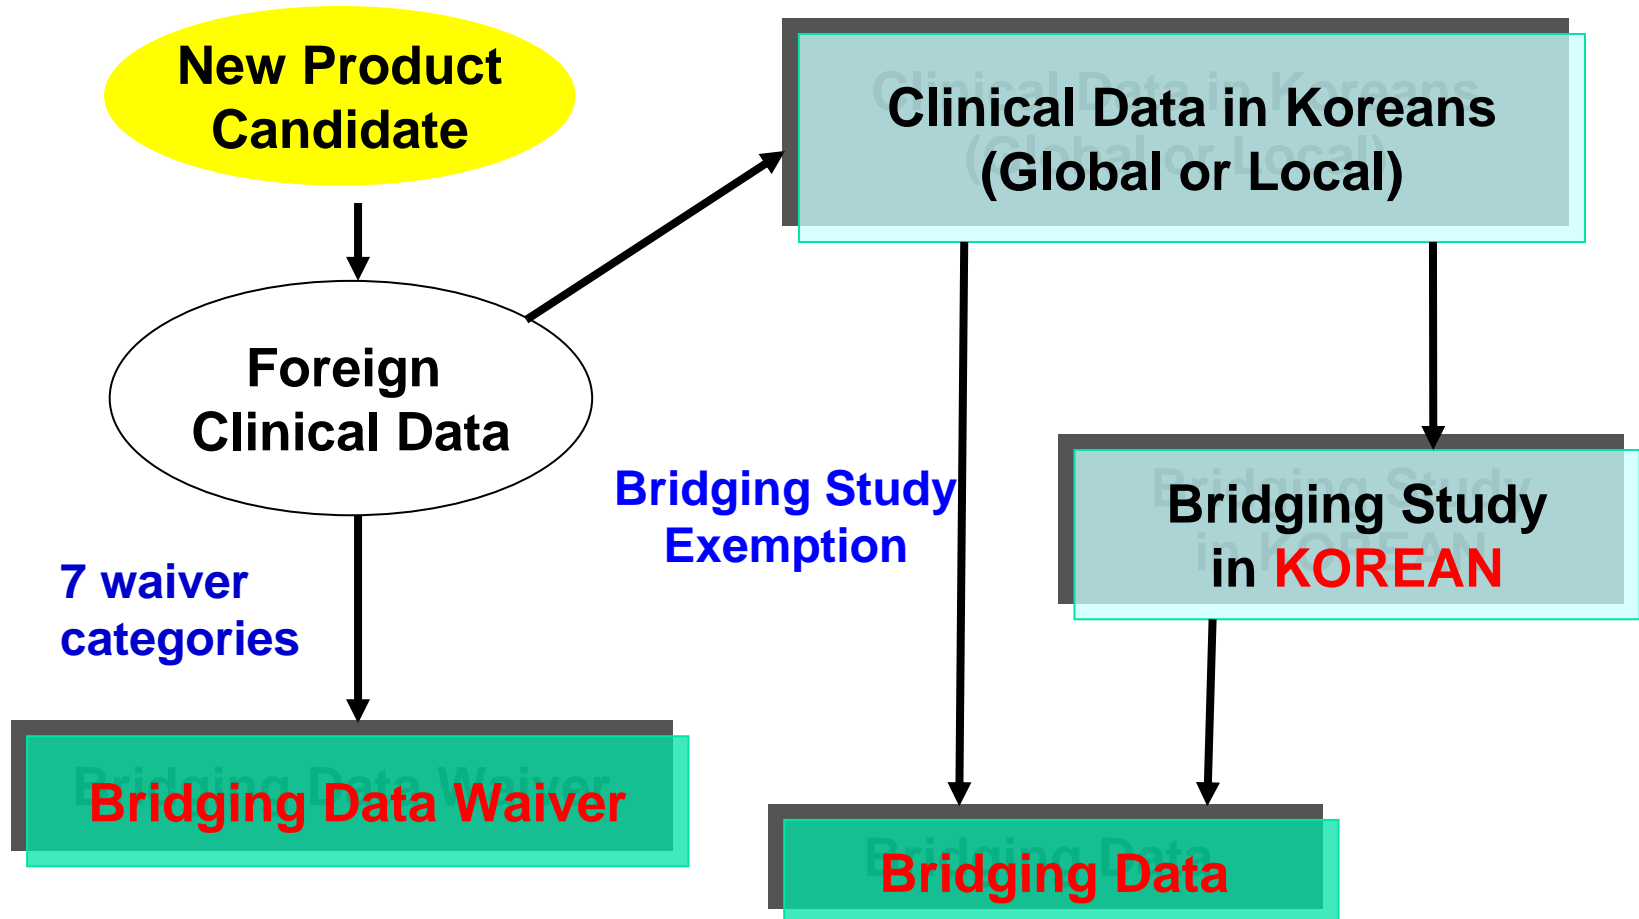 New Product
Candidate
Clinical Data in Koreans
(Global or Local)
Foreign
Clinical Data
Bridging Study
Exemption
Bridging Study
in KOREAN
7 waiver
categories
Bridging Data Waiver
Bridging Data